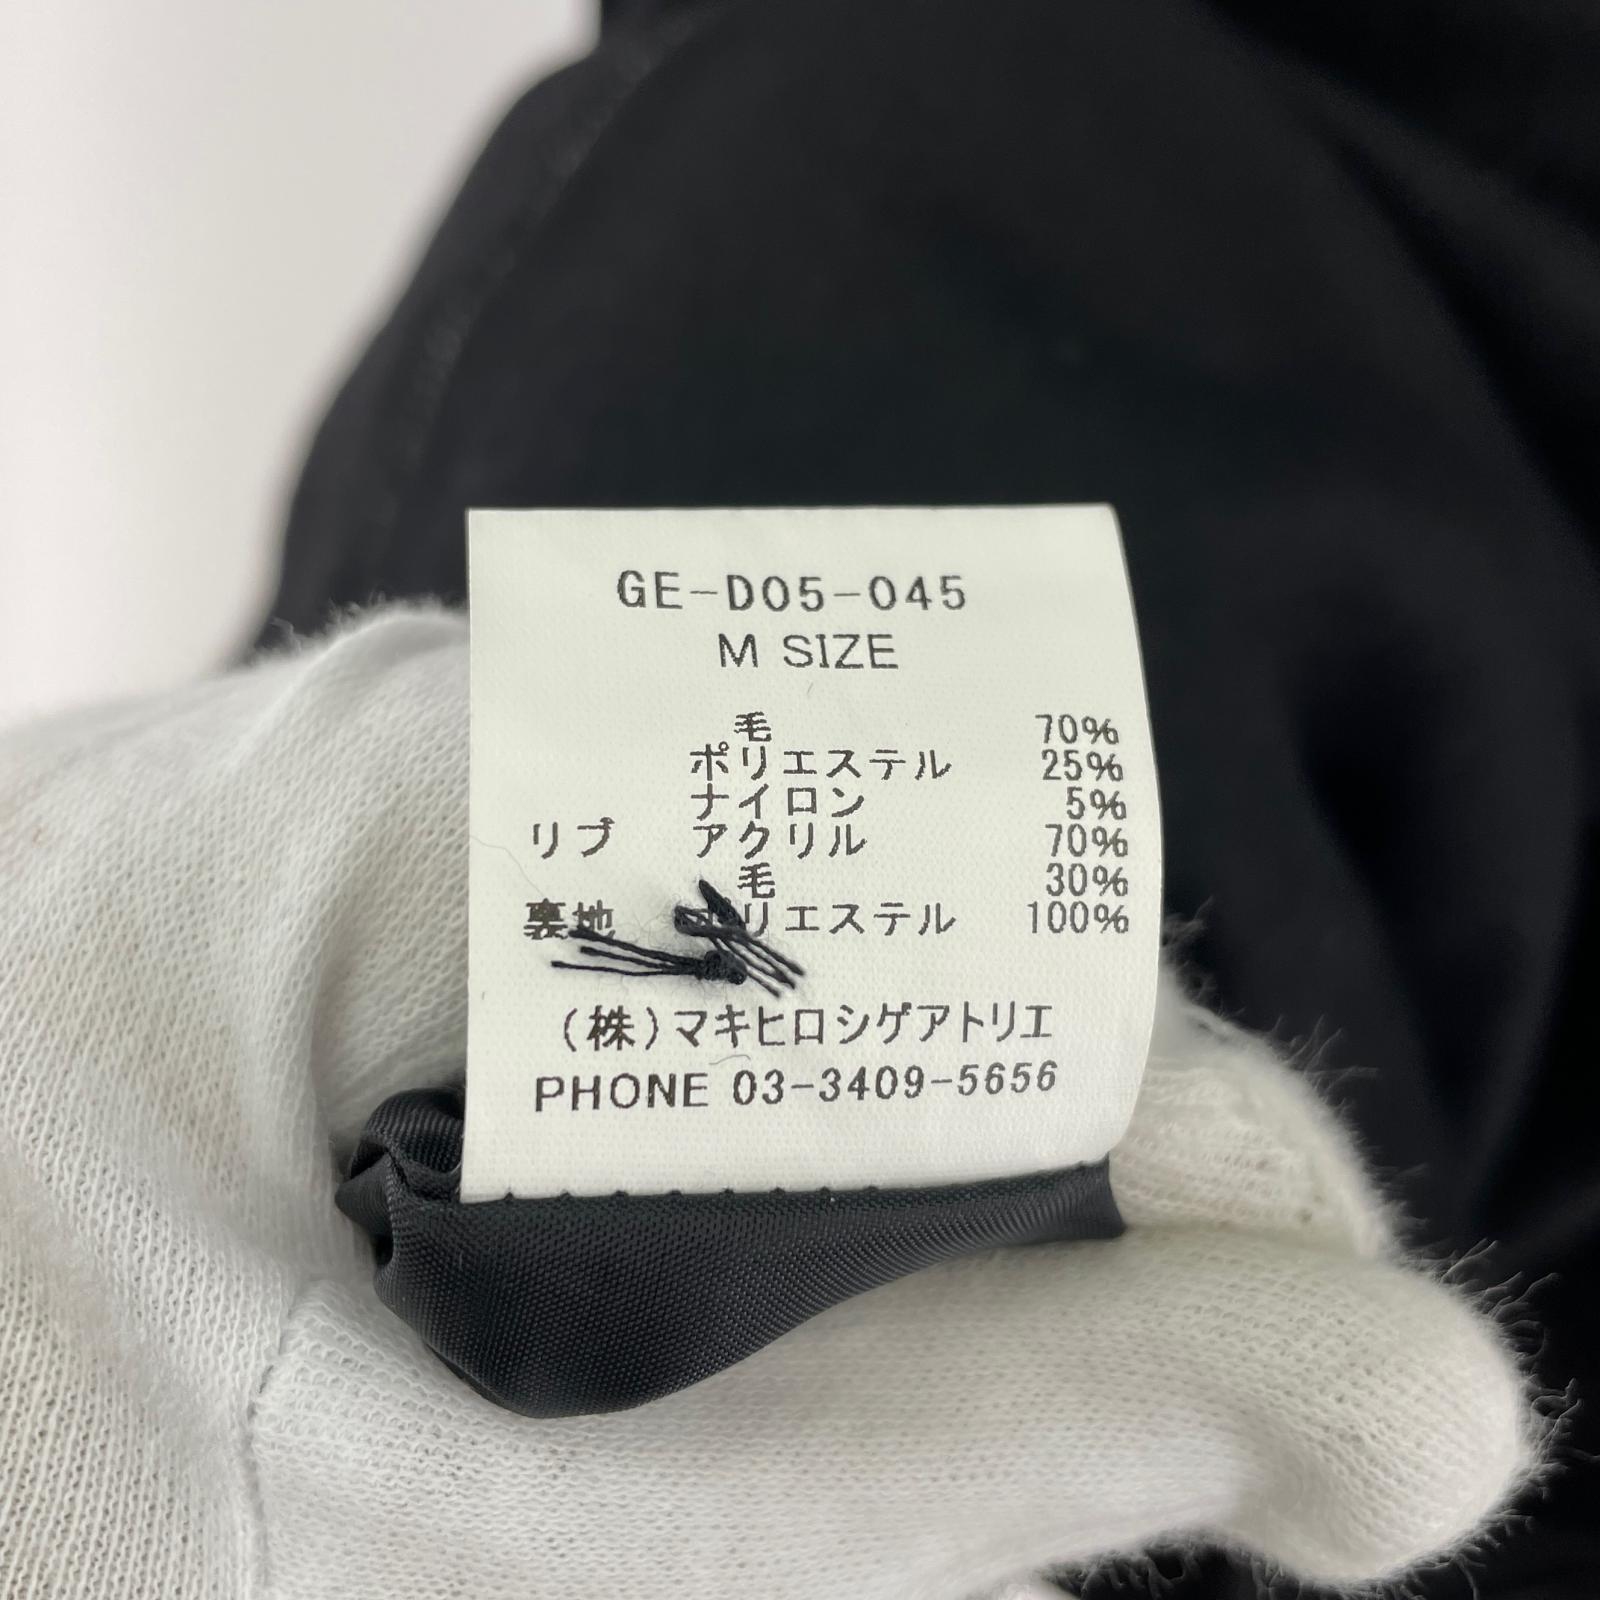 GE-D05-045
M SIZE
毛 70%
ポリエステル 25%
ナイロン 5%
リブ アクリル 70%
毛 30%
裏地 ポリエステル 100%
(株)マキヒロシゲアトリエ
PHONE 03-3409-5656